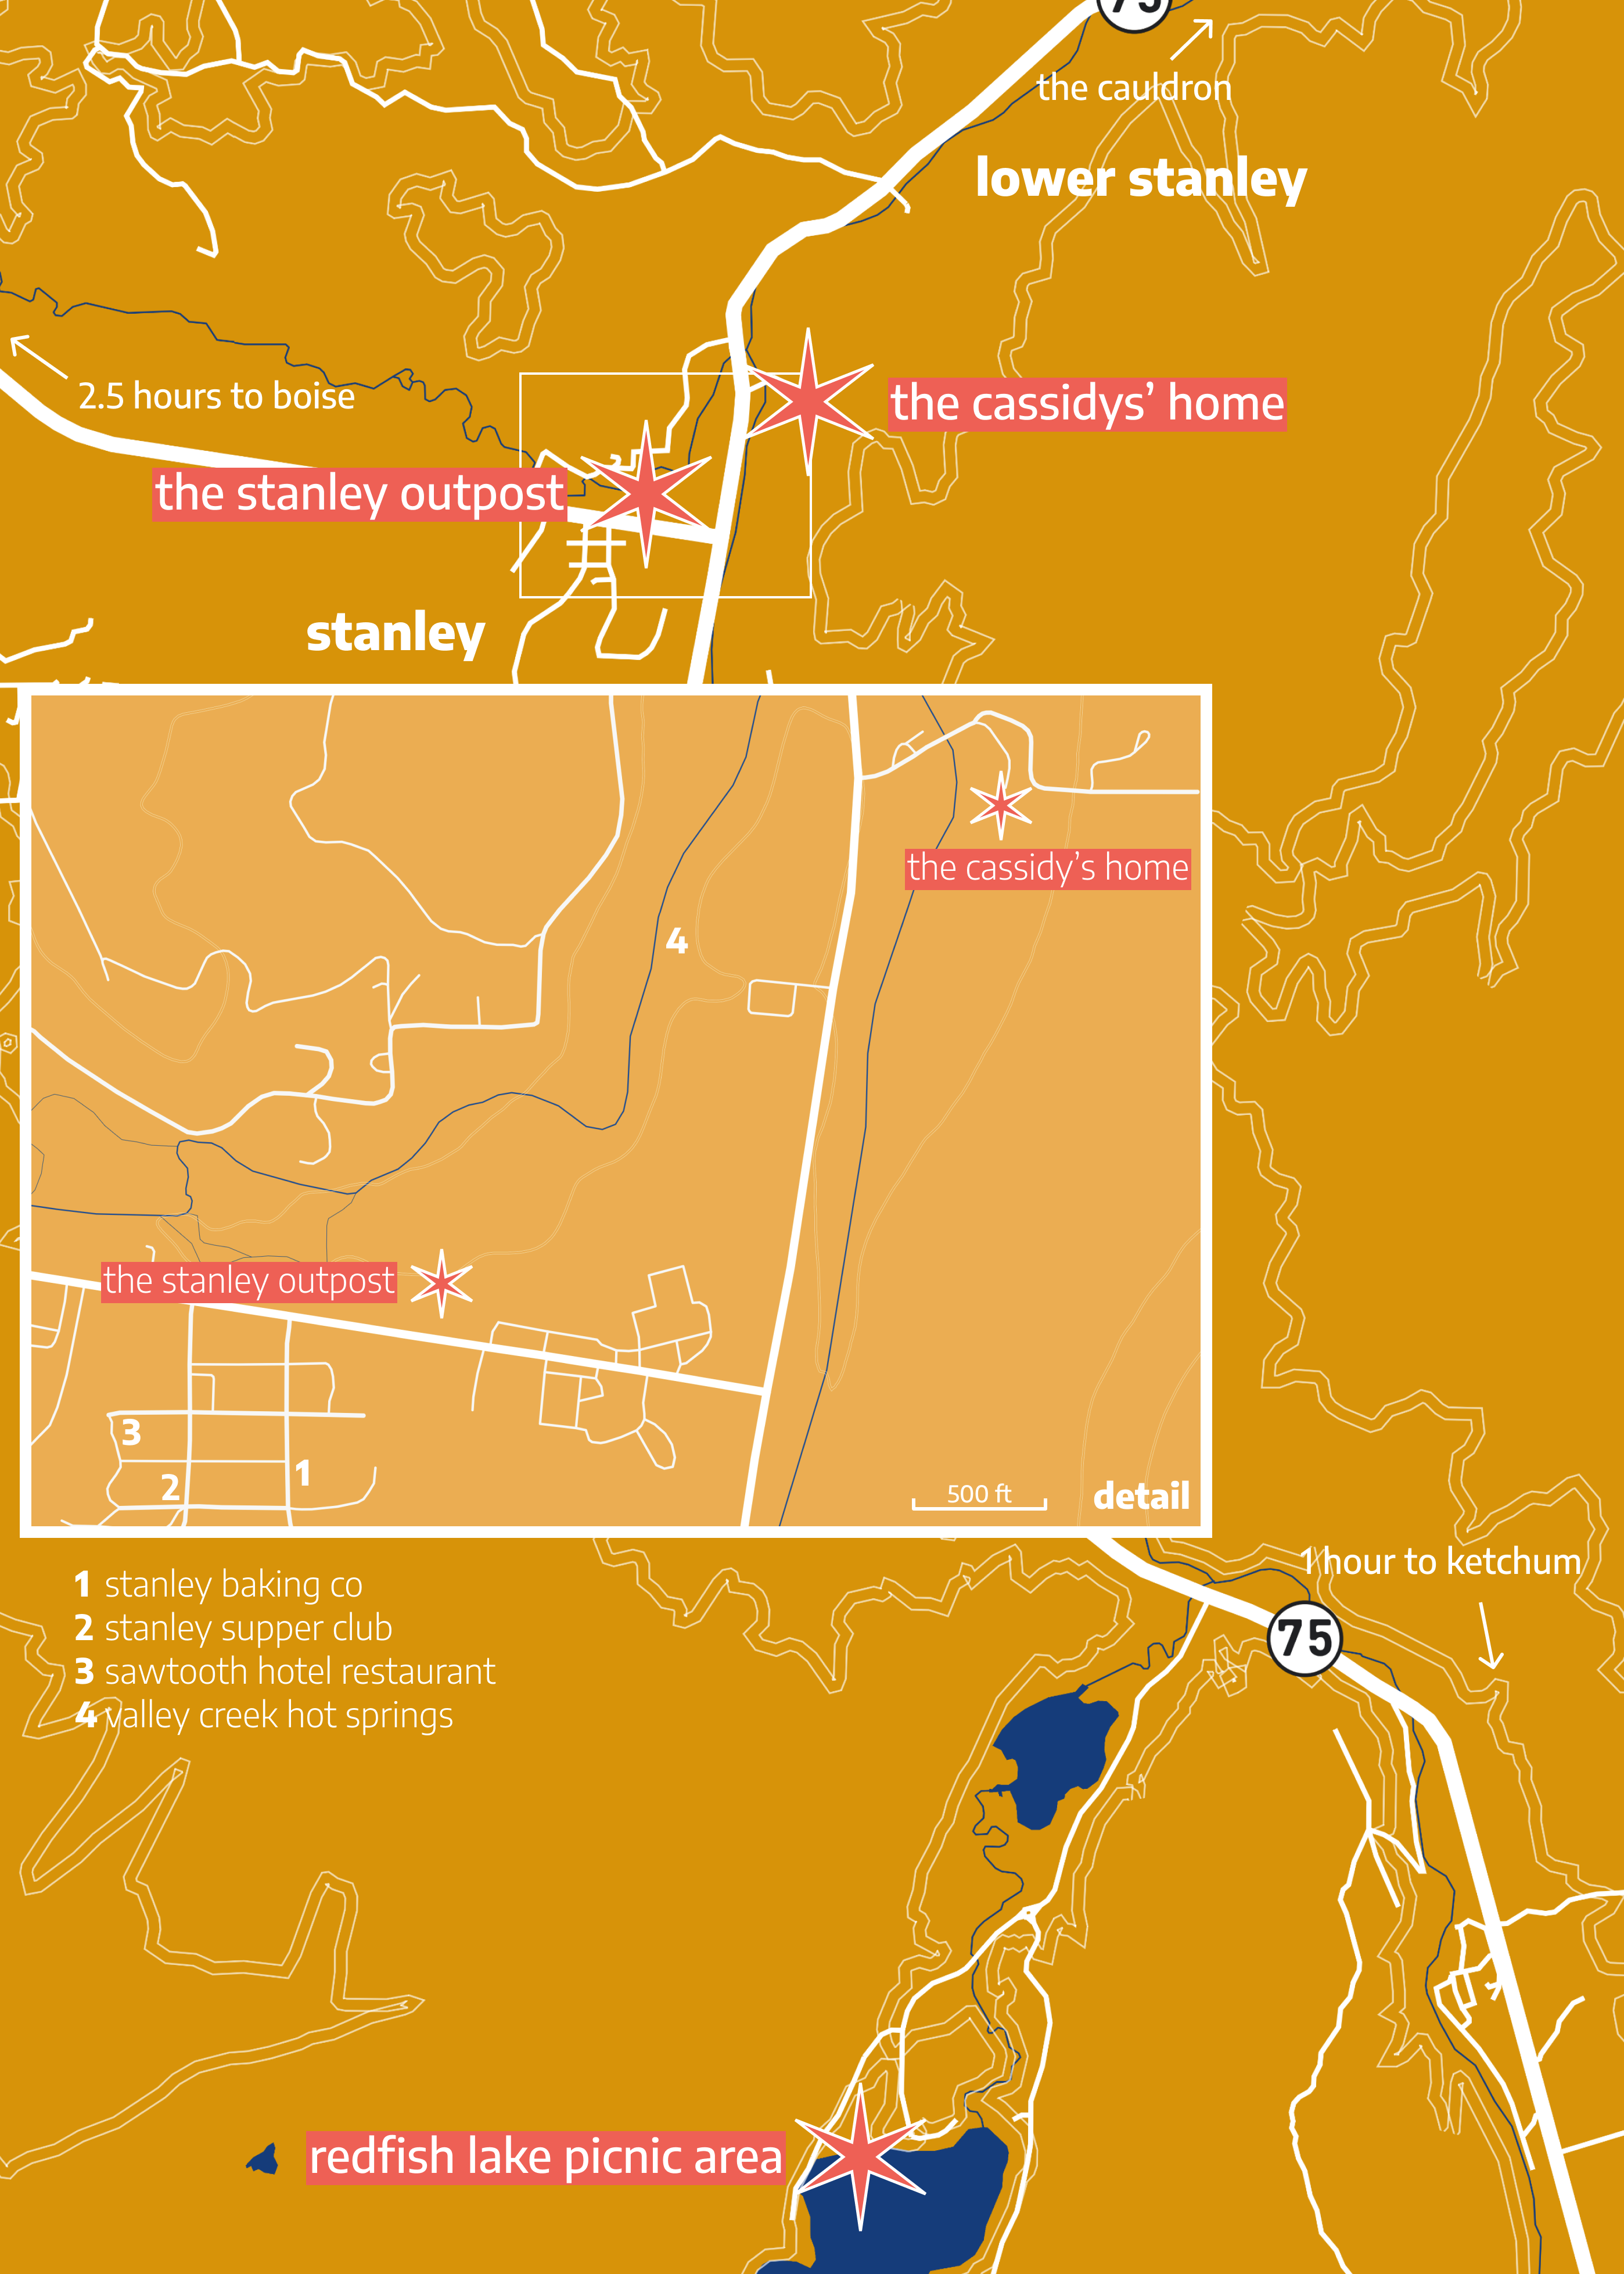 75
the cauldron
lower stanley
2.5 hours to boise
the cassidys’ home
the stanley outpost
stanley
the cassidy’s home
4
the stanley outpost
3
2
1
500 ft
detail
1 stanley baking co
2 stanley supper club
3 sawtooth hotel restaurant
4 valley creek hot springs
1 hour to ketchum
75
redfish lake picnic area